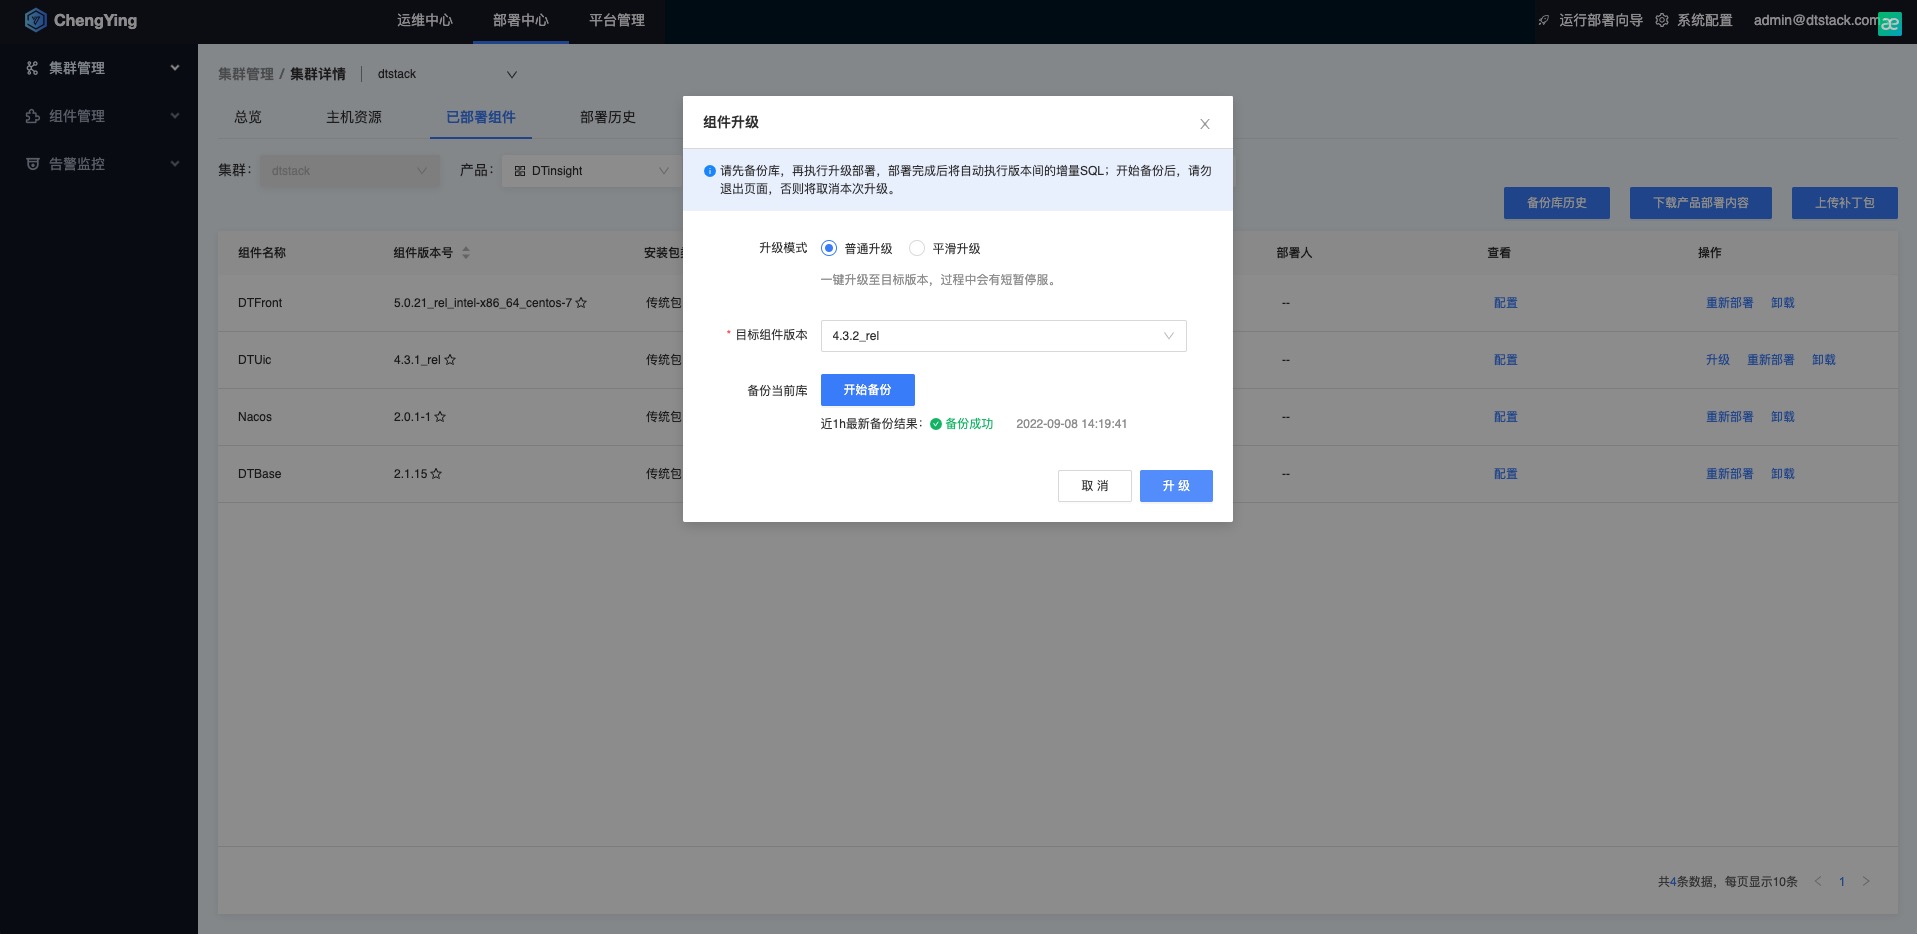 ChengYing
运维中心 部署中心 平台管理
运行部署向导 系统配置 admin@dtstack.com
集群管理
组件管理
告警监控
集群管理 / 集群详情 dtstack
总览 主机资源 已部署组件 部署历史
集群： dtstack 产品： DTinsight
备份库历史 下载产品部署内容 上传补丁包
组件名称 组件版本号 安装包 部署人 查看 操作
DTFront 5.0.21_rel_intel-x86_64_centos-7 传统包 -- 配置 重新部署 卸载
DTUic 4.3.1_rel 传统包 -- 配置 升级 重新部署 卸载
Nacos 2.0.1-1 传统包 -- 配置 重新部署 卸载
DTBase 2.1.15 传统包 -- 配置 重新部署 卸载
共4条数据，每页显示10条 < 1 >
组件升级
请先备份库，再执行升级部署，部署完成后将自动执行版本间的增量SQL；开始备份后，请勿
退出页面，否则将取消本次升级。
升级模式 普通升级 平滑升级
一键升级至目标版本，过程中会有短暂停服。
* 目标组件版本 4.3.2_rel
备份当前库 开始备份
近1h最新备份结果： 备份成功 2022-09-08 14:19:41
取 消 升 级